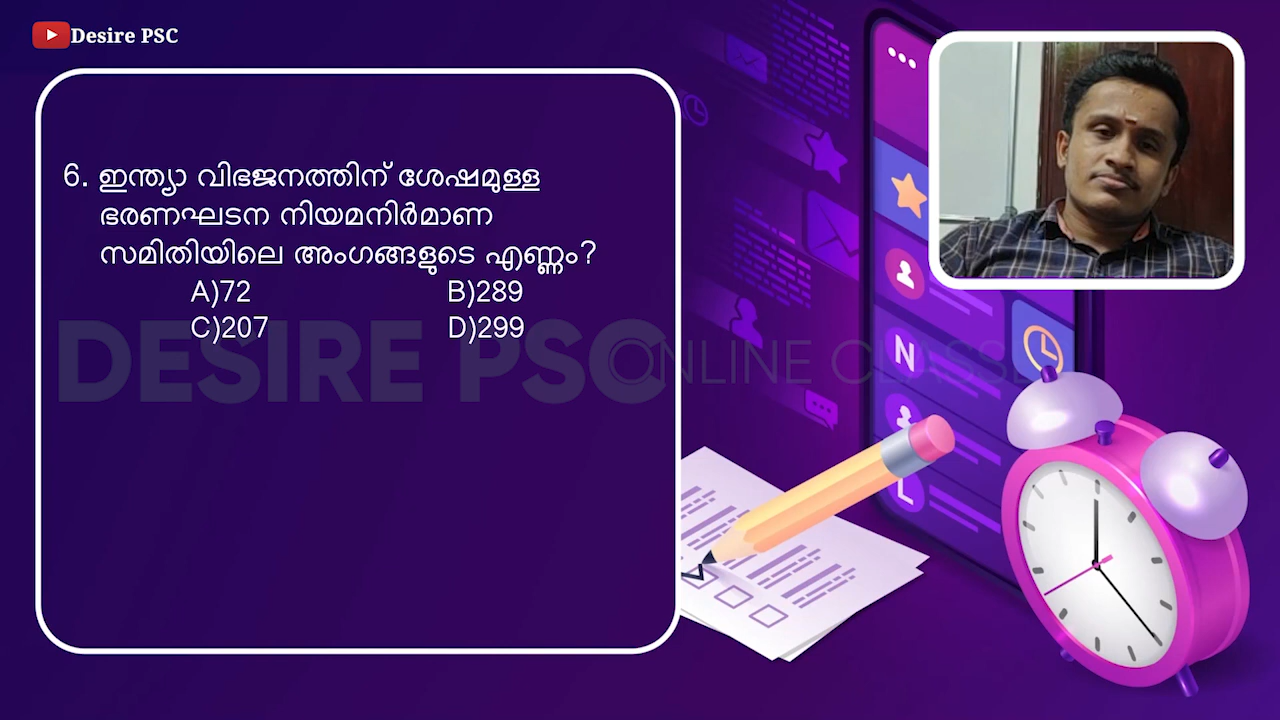 Desire PSC
6. ഇന്ത്യാ വിഭജനത്തിന് ശേഷമുള്ള
ഭരണഘടന നിയമനിർമാണ
സമിതിയിലെ അംഗങ്ങളുടെ എണ്ണം?
A)72 B)289
C)207 D)299
DESIRE PSC ONLINE CLASSE
N
L